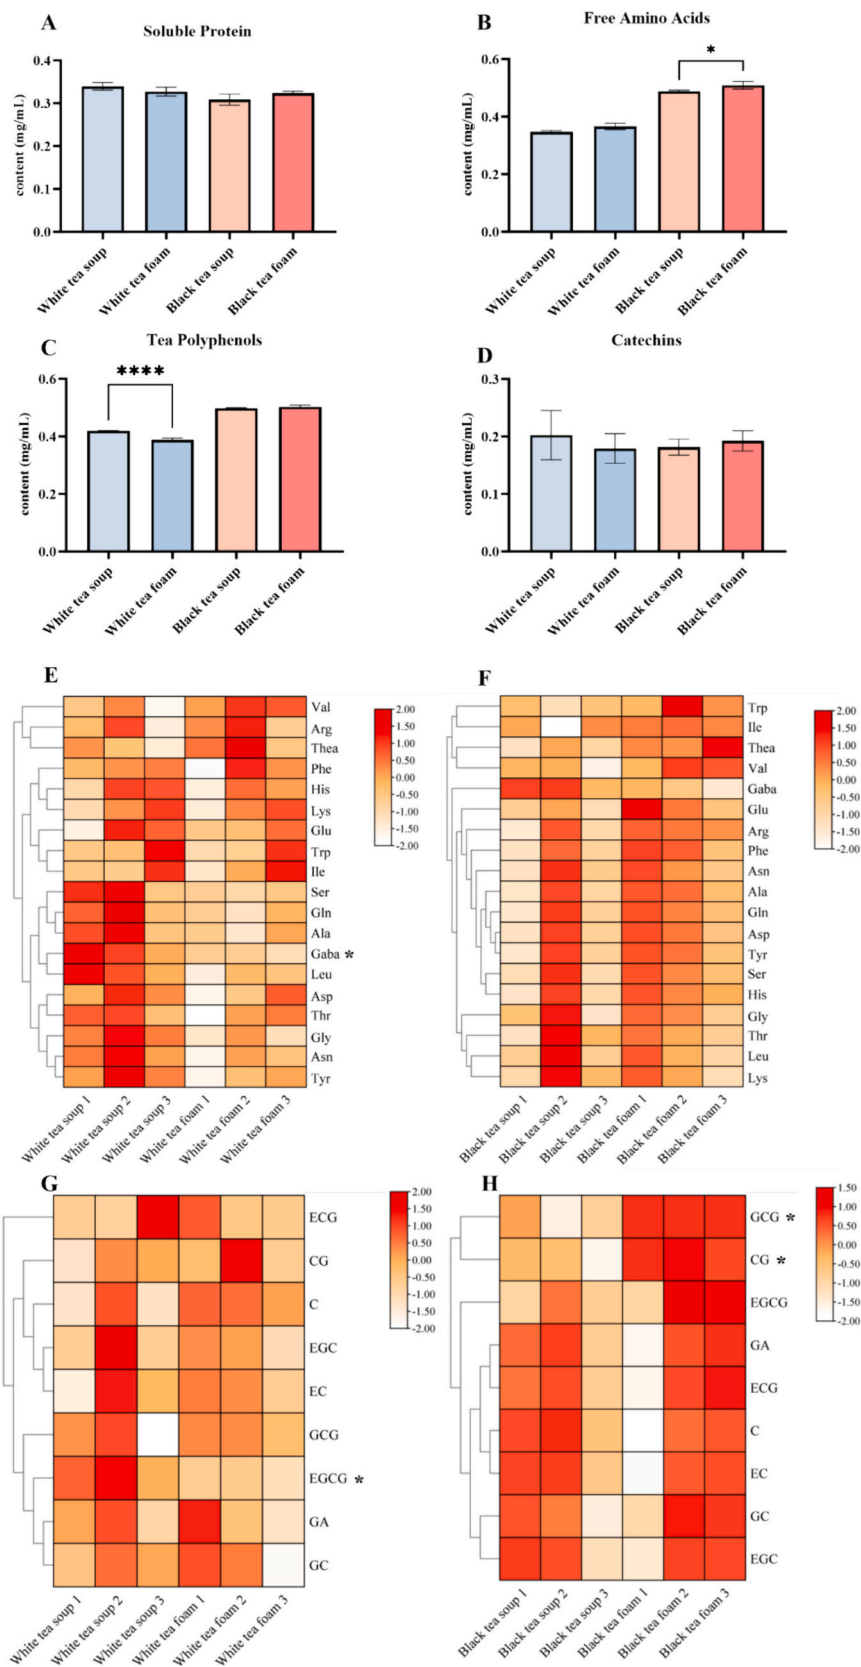 A
Soluble Protein
content (mg/mL)
0.4
0.3
0.2
0.1
0.0
White tea soup
White tea foam
Black tea soup
Black tea foam
B
Free Amino Acids
content (mg/mL)
0.6
0.4
0.2
0.0
*
White tea soup
White tea foam
Black tea soup
Black tea foam
C
Tea Polyphenols
content (mg/mL)
0.6
0.4
0.2
0.0
****
White tea soup
White tea foam
Black tea soup
Black tea foam
D
Catechins
content (mg/mL)
0.3
0.2
0.1
0.0
White tea soup
White tea foam
Black tea soup
Black tea foam
E
Val
Arg
Thea
Phe
His
Lys
Glu
Trp
Ile
Ser
Gln
Ala
Gaba *
Leu
Asp
Thr
Gly
Asn
Tyr
2.00
1.50
1.00
0.50
0.00
-0.50
-1.00
-1.50
-2.00
White tea soup 1
White tea soup 2
White tea soup 3
White tea foam 1
White tea foam 2
White tea foam 3
F
Trp
Ile
Thea
Val
Gaba
Glu
Arg
Phe
Asn
Ala
Gln
Asp
Tyr
Ser
His
Gly
Thr
Leu
Lys
2.00
1.50
1.00
0.50
0.00
-0.50
-1.00
-1.50
-2.00
Black tea soup 1
Black tea soup 2
Black tea soup 3
Black tea foam 1
Black tea foam 2
Black tea foam 3
G
ECG
CG
C
EGC
EC
GCG
EGCG *
GA
GC
2.00
1.50
1.00
0.50
0.00
-0.50
-1.00
-1.50
-2.00
White tea soup 1
White tea soup 2
White tea soup 3
White tea foam 1
White tea foam 2
White tea foam 3
H
GCG *
CG *
EGCG
GA
ECG
C
EC
GC
EGC
1.50
1.00
0.50
0.00
-0.50
-1.00
-1.50
-2.00
Black tea soup 1
Black tea soup 2
Black tea soup 3
Black tea foam 1
Black tea foam 2
Black tea foam 3